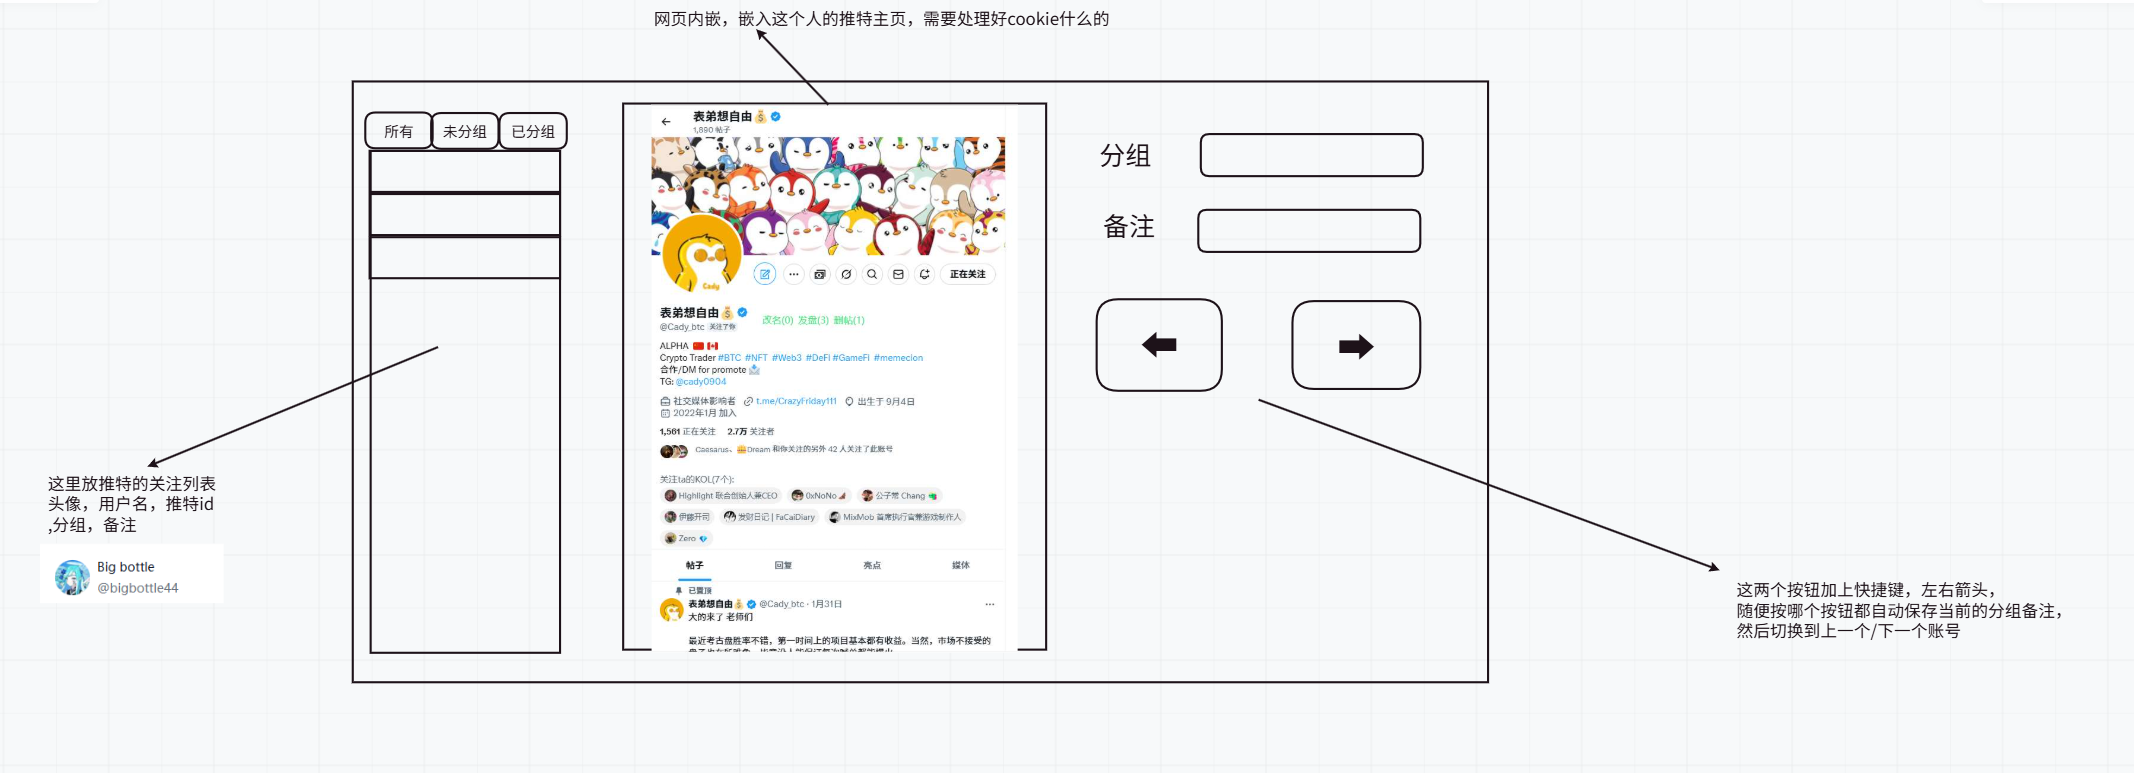 网页内嵌，嵌入这个人的推特主页，需要处理好cookie什么的
所有
未分组
已分组
表弟想自由
1,690 帖子
Cady
正在关注
表弟想自由
@Cady_btc 关注了你
改名(0) 发盘(3) 删帖(1)
ALPHA
Crypto Trader #BTC #NFT #Web3 #DeFi #GameFi #memecion
合作/DM for promote
TG: @cady0904
社交媒体影响者 t.me/CrazyFriday111 出生于 9月4日
2022年1月 加入
1,561 正在关注 2.7万 关注者
Caesarus、Dream 和你关注的另外 42 人关注了此账号
关注ta的KOL(7个):
Highlight 联合创始人兼CEO
0xNoNo
公子常 Chang
伊藤开司
发财日记 | FaCaiDiary
MixMob 首席执行官兼游戏制作人
Zero
帖子
回复
亮点
媒体
已置顶
表弟想自由 @Cady_btc · 1月31日
大的来了 老师们
最近考古盘胜率不错，第一时间上的项目基本都有收益。当然，市场不接受的
分组
备注
这里放推特的关注列表
头像，用户名，推特id
,分组，备注
Big bottle
@bigbottle44
这两个按钮加上快捷键，左右箭头，
随便按哪个按钮都自动保存当前的分组备注，
然后切换到上一个/下一个账号